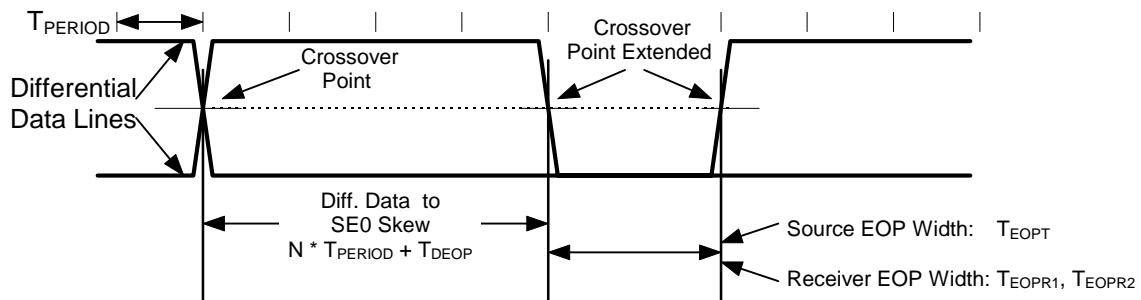 TPERIOD
Crossover
Point
Crossover
Point Extended
Differential
Data Lines
Diff. Data to
SE0 Skew
N * TPERIOD + TDEOP
Source EOP Width: TEOPT
Receiver EOP Width: TEOPR1, TEOPR2